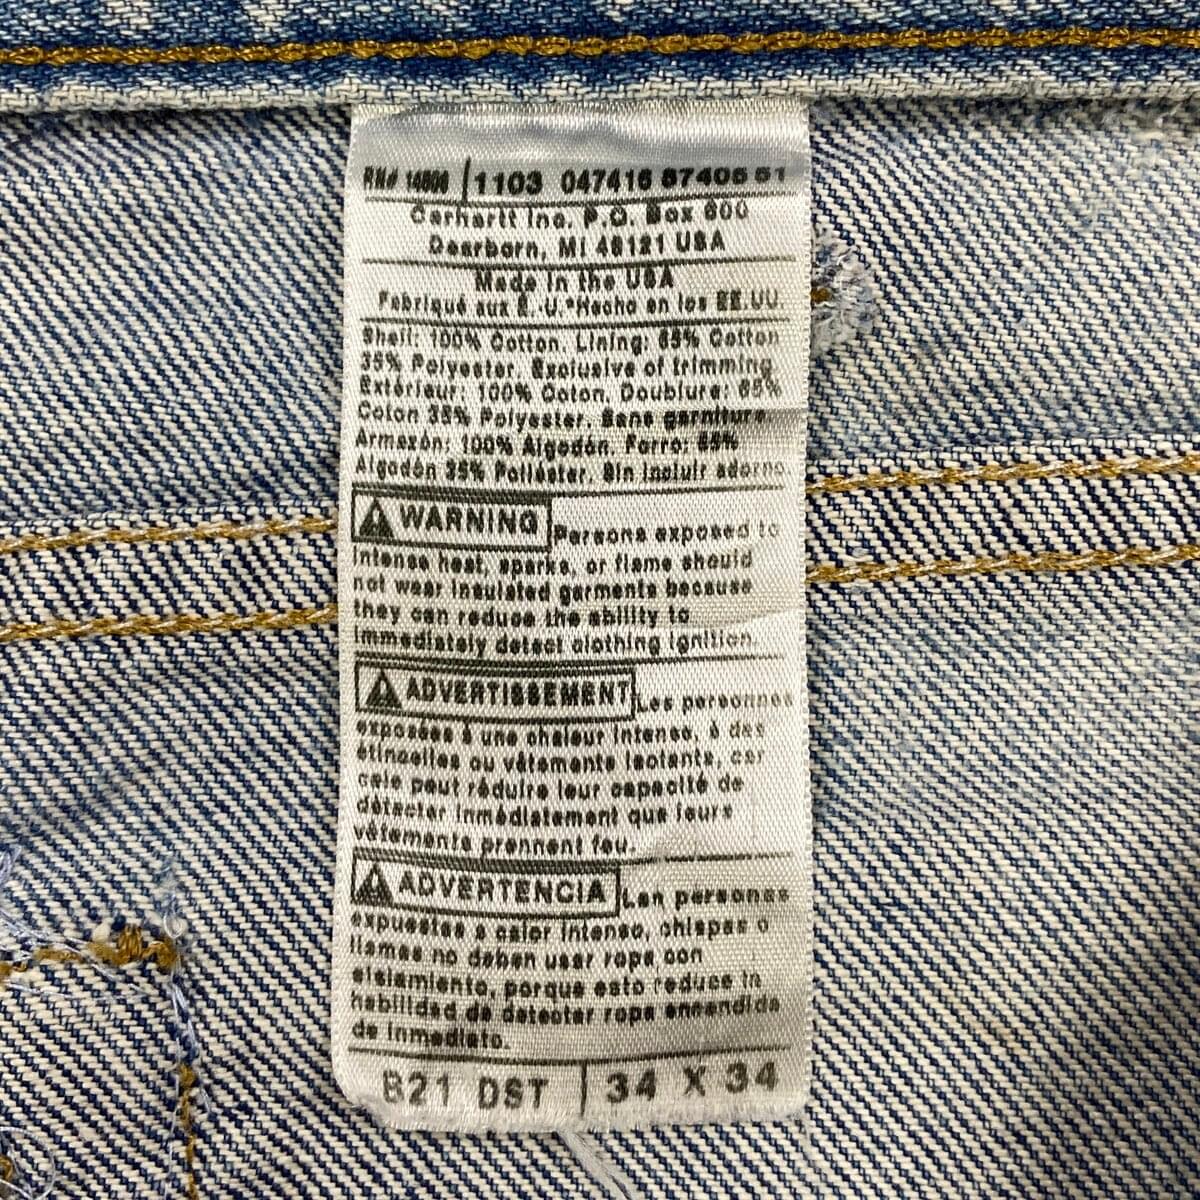 RN# 14806 1103 047416 87406 51
Carhartt Inc. P.O. Box 600
Dearborn, MI 48121 USA
Made in the USA
Fabriqué aux É.-U.*Hecho en los EE.UU.
Shell: 100% Cotton. Lining: 65% Cotton
35% Polyester. Exclusive of trimming
Extérieur: 100% Coton. Doublure: 65%
Coton 35% Polyester. Sans garniture
Armazón: 100% Algodón. Forro: 65%
Algodón 35% Poliéster. Sin incluir adorno
WARNING Persons exposed to
intense heat, sparks, or flame should
not wear insulated garments because
they can reduce the ability to
immediately detect clothing ignition.
ADVERTISSEMENT Les personnes
exposées à une chaleur intense, à des
étincelles ou vêtements isolants, car
cele peut réduire leur capacité de
détecter immédiatement que leurs
vêtements prennent feu.
ADVERTENCIA Las personas
expuestas a calor intenso, chispas o
llamas no deben usar ropa con
aislamiento, porque esto reduce la
habilidad de detectar ropa encendida
de inmediato.
B21 DST 34 X 34